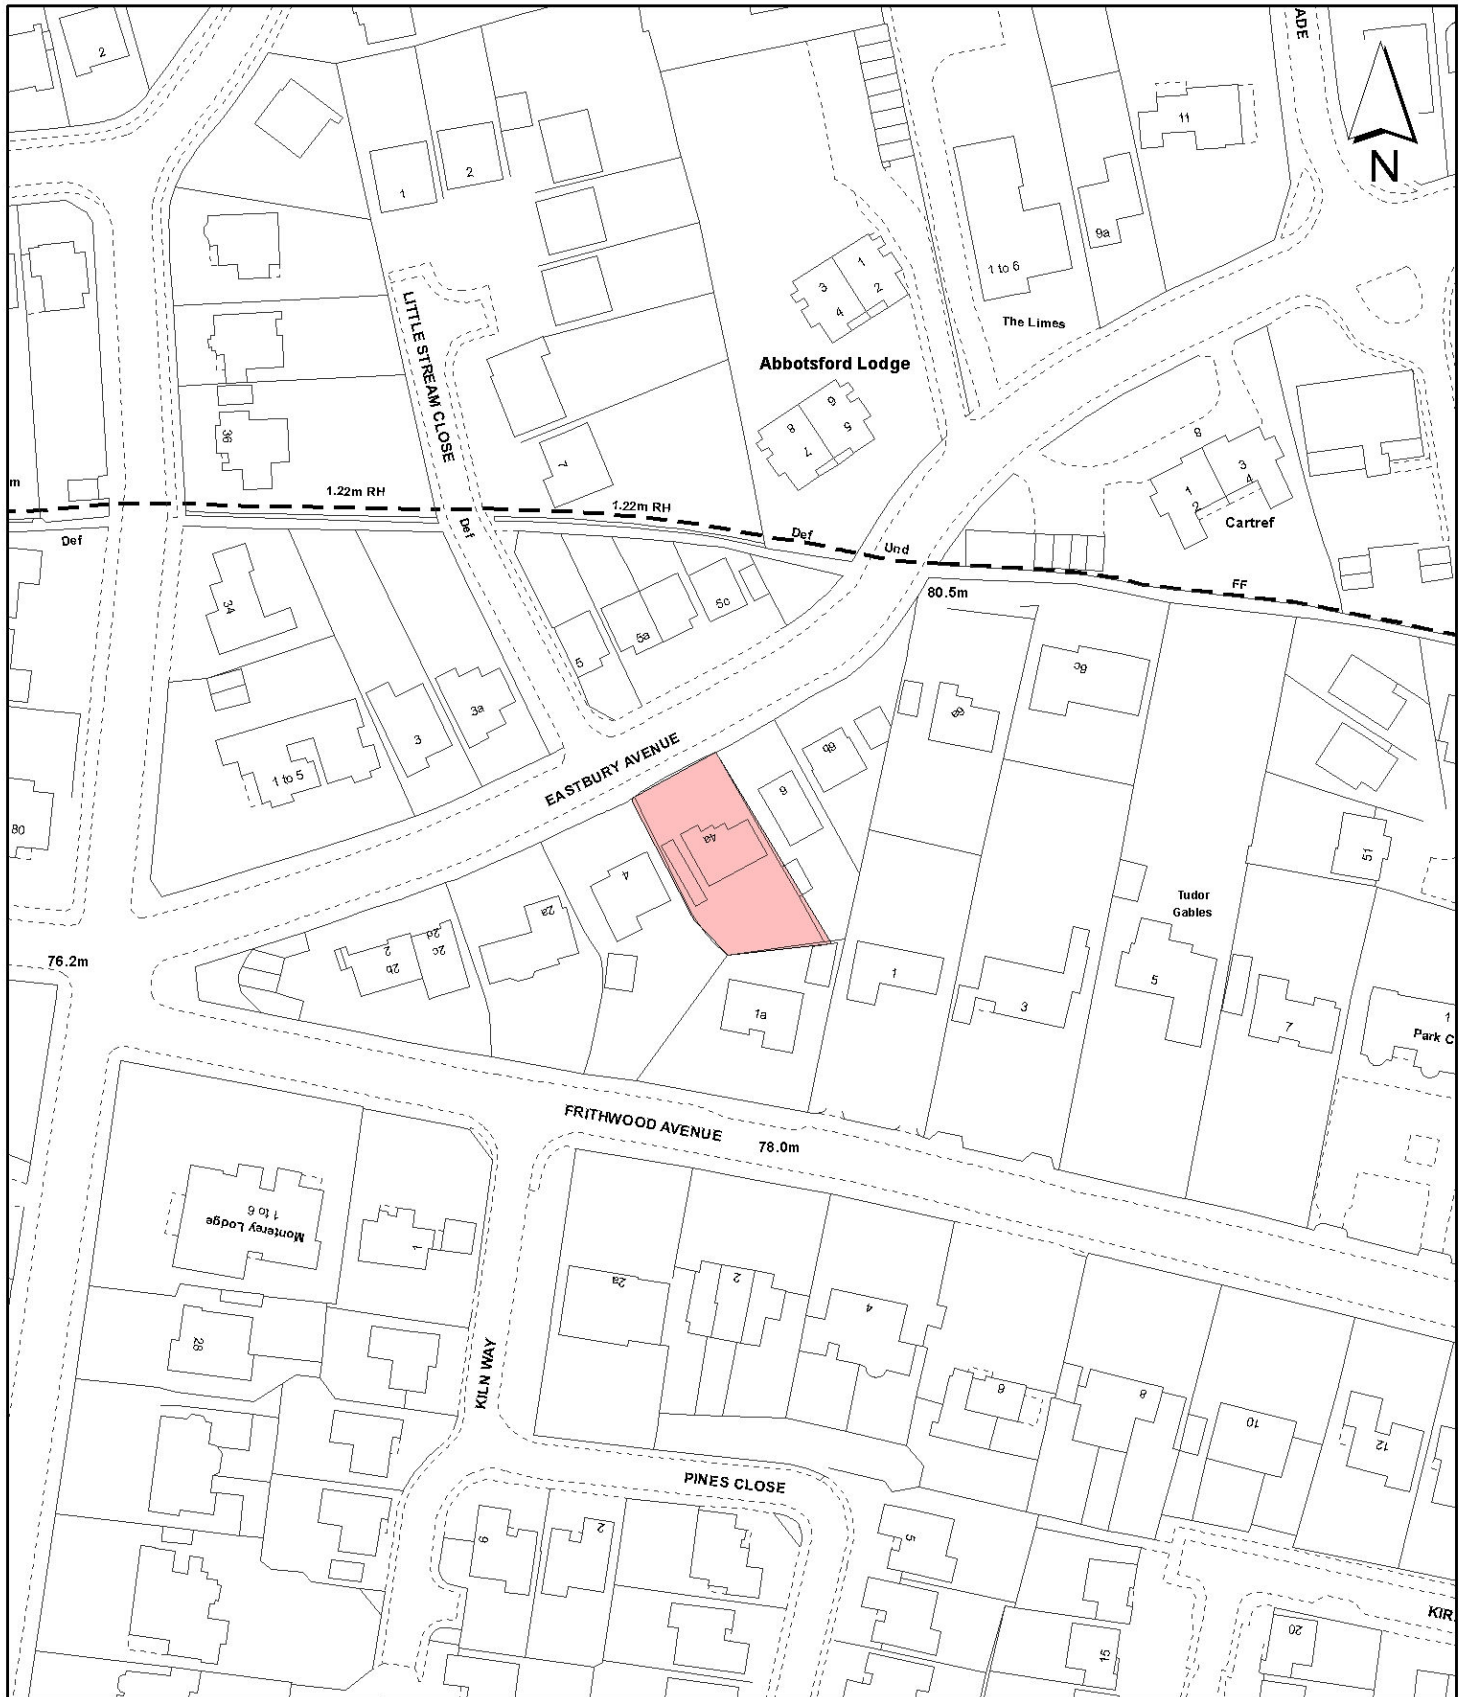 2
ADE
N
11
1
2
9a
1 to 6
The Limes
1
2
3
4
Abbotsford Lodge
LITTLE STREAM CLOSE
6
5
8
7
36
7
8
1
2
3
4
Cartref
m
1.22m RH
1.22m RH
Def
Def
Def
Und
FF
80.5m
34
5
5a
5c
6c
6a
6b
6
3a
3
1 to 5
EASTBURY AVENUE
80
4a
4
51
Tudor
Gables
2a
2
2b
2c
2d
76.2m
1a
1
3
5
7
1
Park C
FRITHWOOD AVENUE
78.0m
Monterey Lodge
1 to 6
1
28
KILN WAY
2a
2
4
6
8
10
12
PINES CLOSE
2
5
15
20
KIR